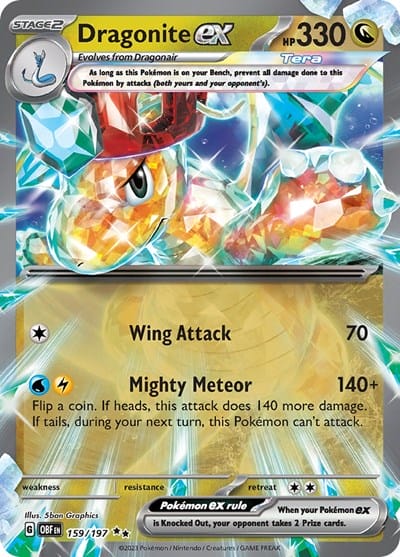 STAGE2 Dragonite ex HP330
Evolves from Dragonair
Tera
As long as this Pokémon is on your Bench, prevent all damage done to this
Pokémon by attacks (both yours and your opponent's).
Wing Attack 70
Mighty Meteor 140+
Flip a coin. If heads, this attack does 140 more damage.
If tails, during your next turn, this Pokémon can't attack.
weakness resistance retreat
Illus. 5ban Graphics
G OBF EN 159/197
Pokémon ex rule
When your Pokémon ex
is Knocked Out, your opponent takes 2 Prize cards.
©2023 Pokémon / Nintendo / Creatures / GAME FREAK